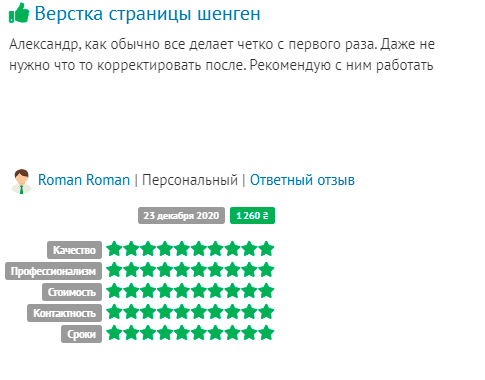 Верстка страницы шенген
Александр, как обычно все делает четко с первого раза. Даже не
нужно что то корректировать после. Рекомендую с ним работать
Roman Roman | Персональный | Ответный отзыв
23 декабря 2020 1 260 ₴
Качество
Профессионализм
Стоимость
Контактность
Сроки